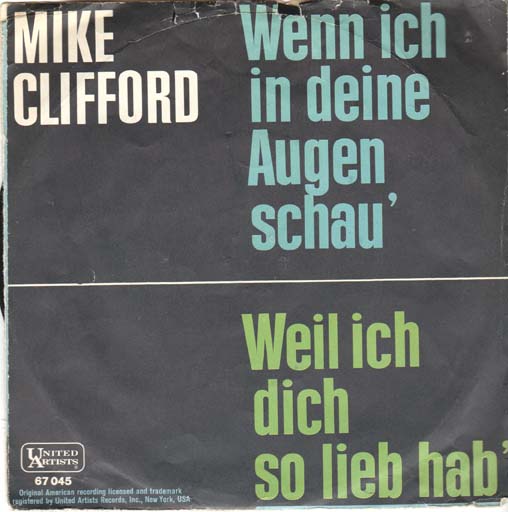 MIKE
CLIFFORD
Wenn ich
in deine
Augen
schau'
Weil ich
dich
so lieb hab'
UNITED
ARTISTS
67 045
Original American recording licensed and trademark
registered by United Artists Records, Inc., New York, USA